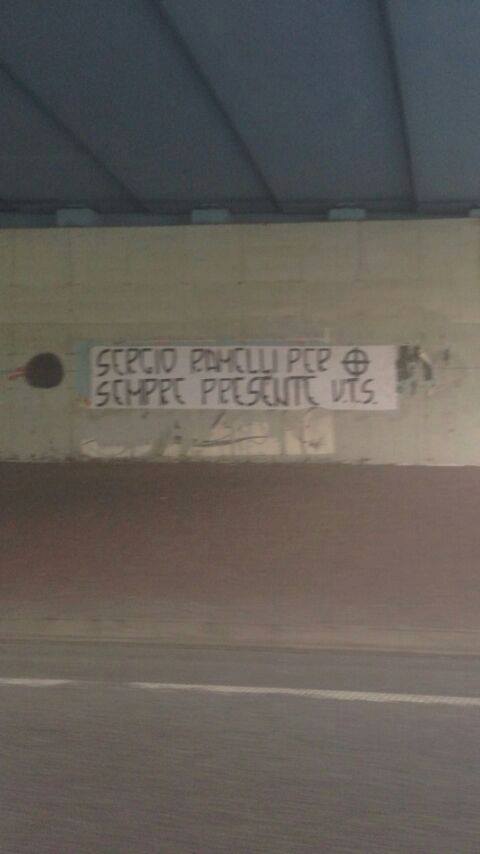 SERGIO RAMELLI PER
SEMPRE PRESENTE V.T.S.